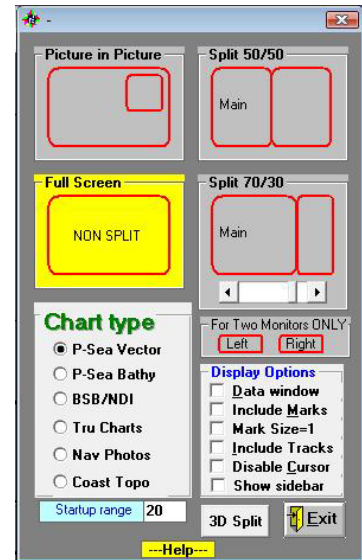 -
Picture in Picture
Split 50/50
Main
Full Screen
NON SPLIT
Split 70/30
Main
Chart type
P-Sea Vector
P-Sea Bathy
BSB/NDI
Tru Charts
Nav Photos
Coast Topo
Startup range 20
For Two Monitors ONLY
Left Right
Display Options
Data window
Include Marks
Mark Size=1
Include Tracks
Disable Cursor
Show sidebar
3D Split
Exit
---Help---